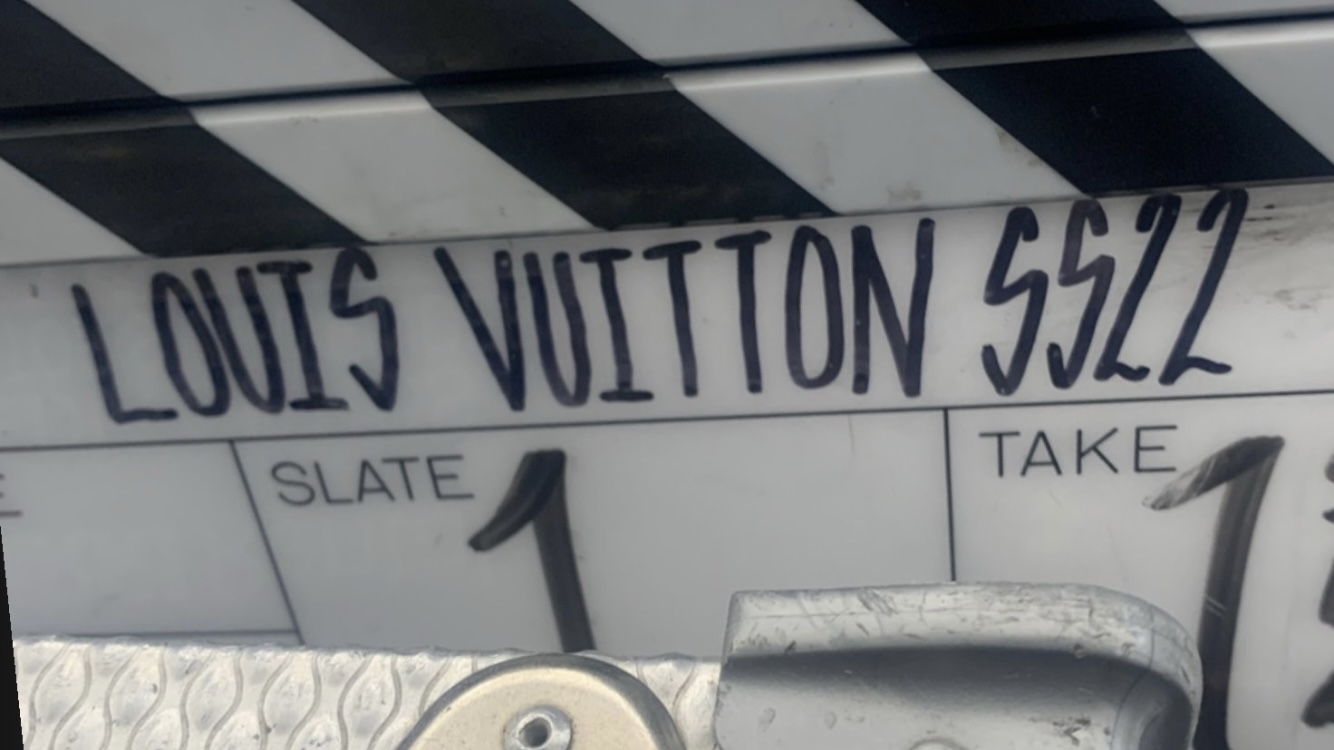 LOUIS VUITTON SS22
SLATE 1
TAKE 1